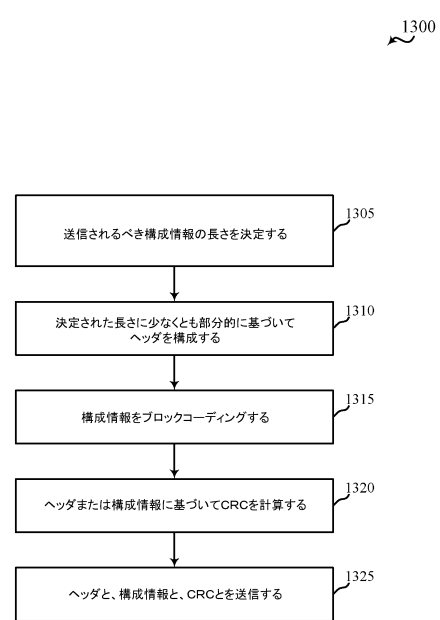 1300
送信されるべき構成情報の長さを決定する
1305
決定された長さに少なくとも部分的に基づいて
ヘッダを構成する
1310
構成情報をブロックコーディングする
1315
ヘッダまたは構成情報に基づいてCRCを計算する
1320
ヘッダと、構成情報と、CRCとを送信する
1325